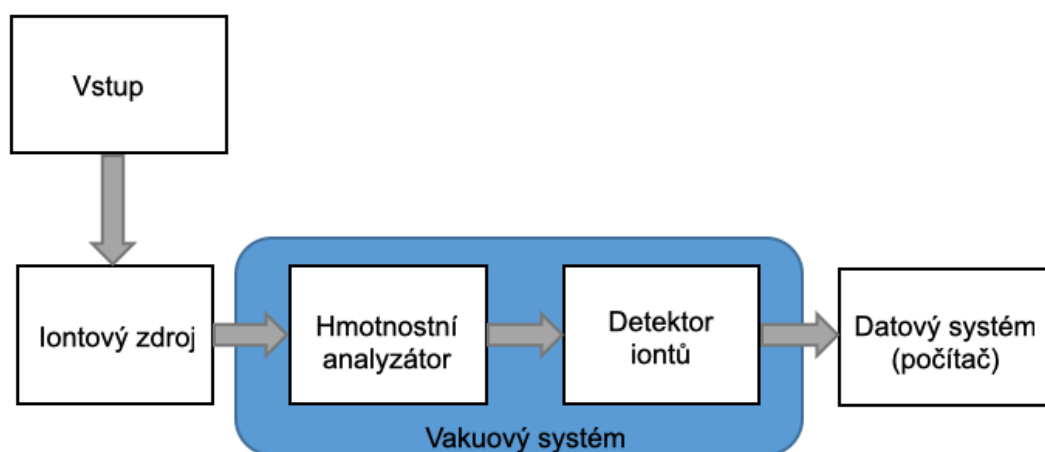 Vstup
Iontový zdroj
Hmotnostní
analyzátor
Detektor
iontů
Datový systém
(počítač)
Vakuový systém